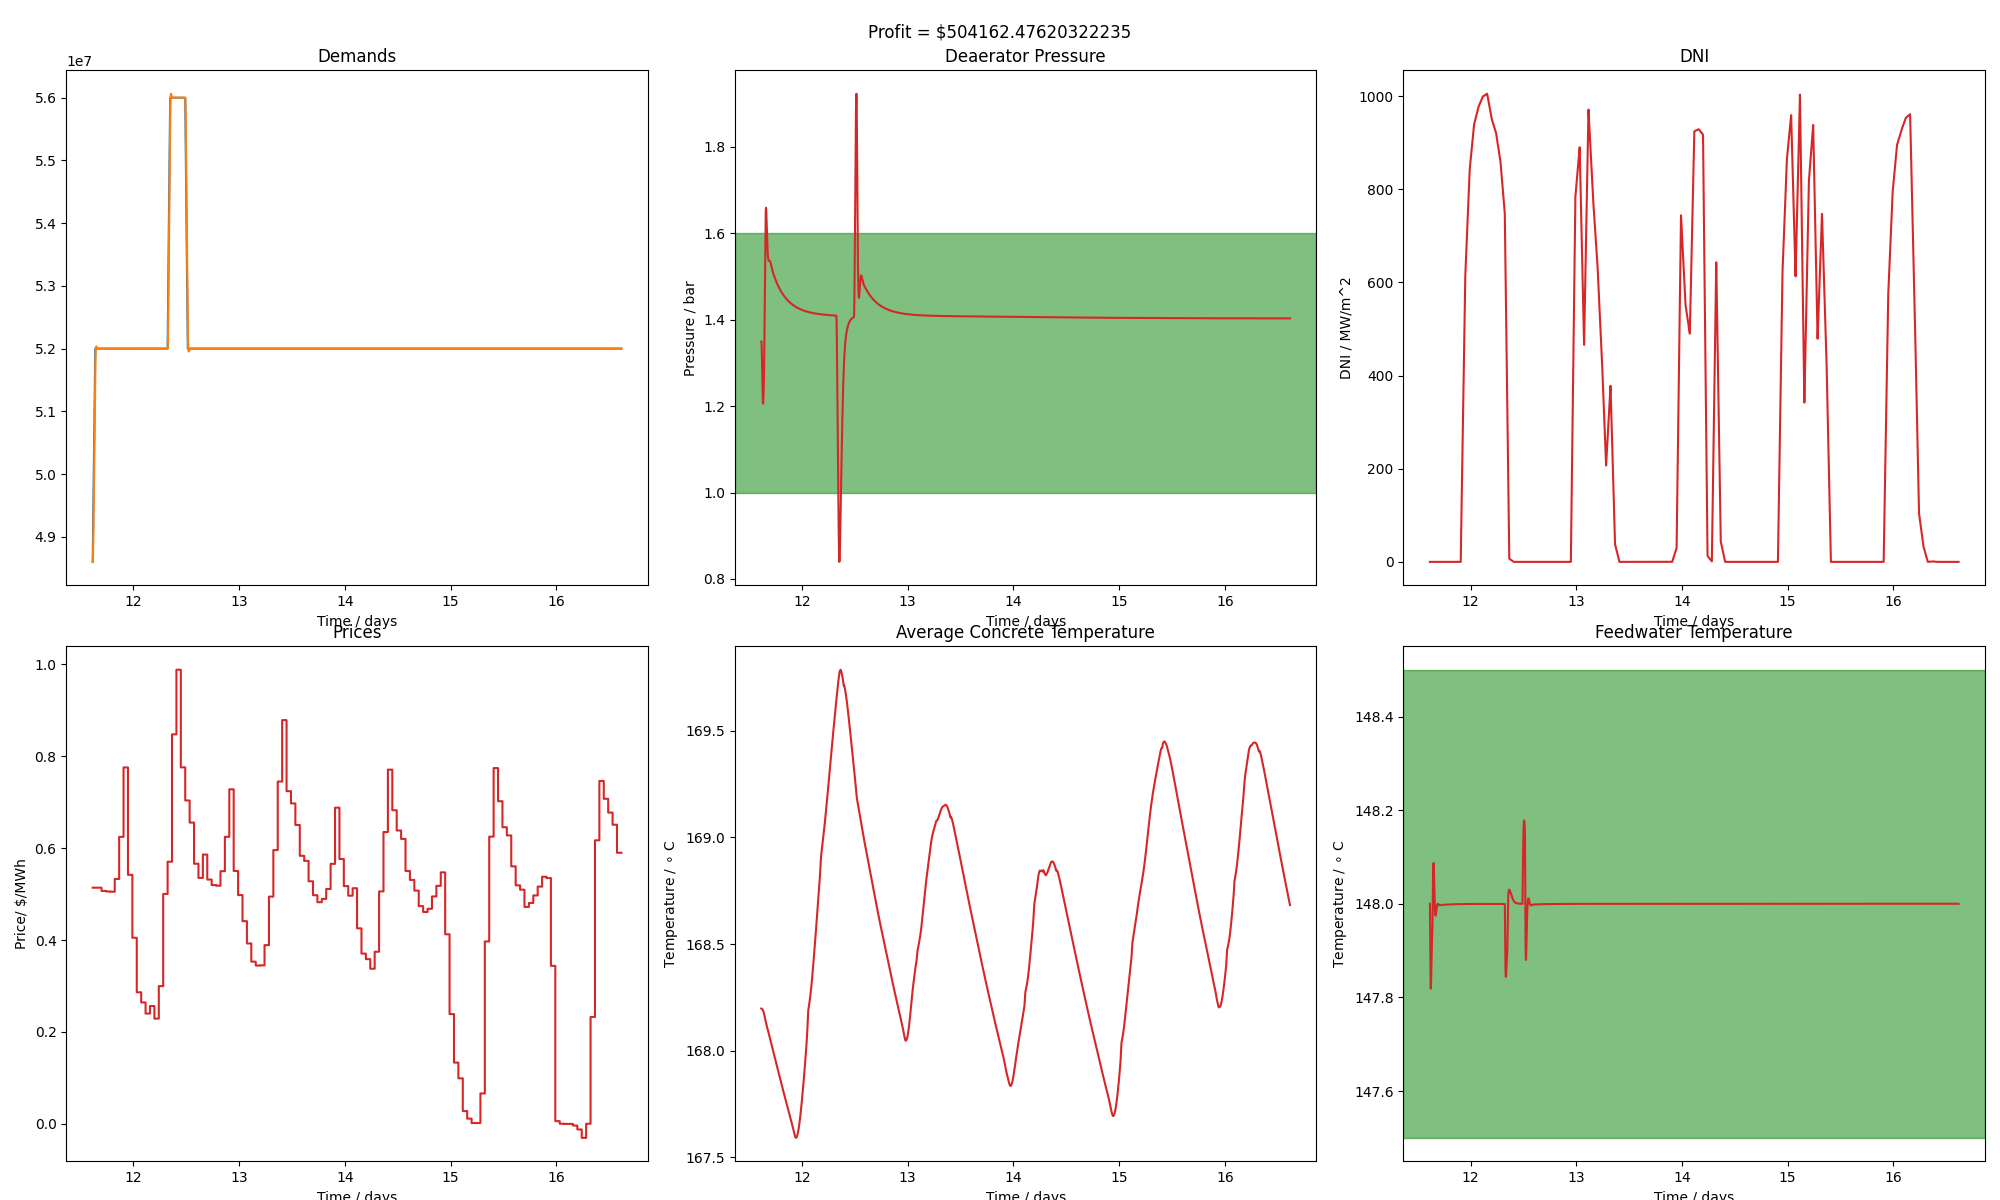 Profit = $504162.47620322235
Demands
1e7
5.6
5.5
5.4
5.3
5.2
5.1
5.0
4.9
12 13 14 15 16
Time / days
Deaerator Pressure
Pressure / bar
1.8
1.6
1.4
1.2
1.0
0.8
12 13 14 15 16
Time / days
DNI
DNI / MW/m^2
1000
800
600
400
200
0
12 13 14 15 16
Time / days
Prices
Price/ $/MWh
1.0
0.8
0.6
0.4
0.2
0.0
12 13 14 15 16
Time / days
Average Concrete Temperature
Temperature / ∘ C
169.5
169.0
168.5
168.0
167.5
12 13 14 15 16
Time / days
Feedwater Temperature
Temperature / ∘ C
148.4
148.2
148.0
147.8
147.6
12 13 14 15 16
Time / days